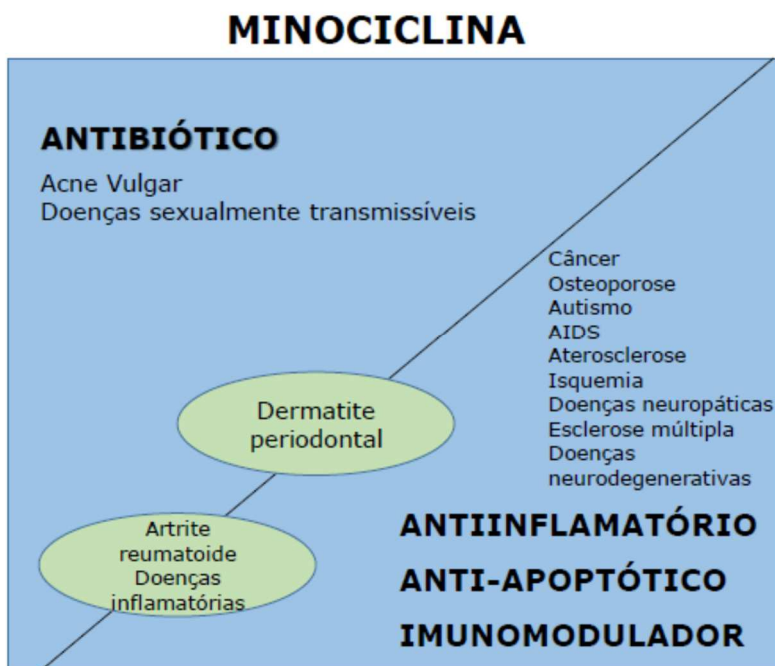 MINOCICLINA
ANTIBIÓTICO
Acne Vulgar
Doenças sexualmente transmissíveis
Câncer
Osteoporose
Autismo
AIDS
Aterosclerose
Isquemia
Doenças neuropáticas
Esclerose múltipla
Doenças
neurodegenerativas
Dermatite
periodontal
Artrite
reumatoide
Doenças
inflamatórias
ANTIINFLAMATÓRIO
ANTI-APOPTÓTICO
IMUNOMODULADOR